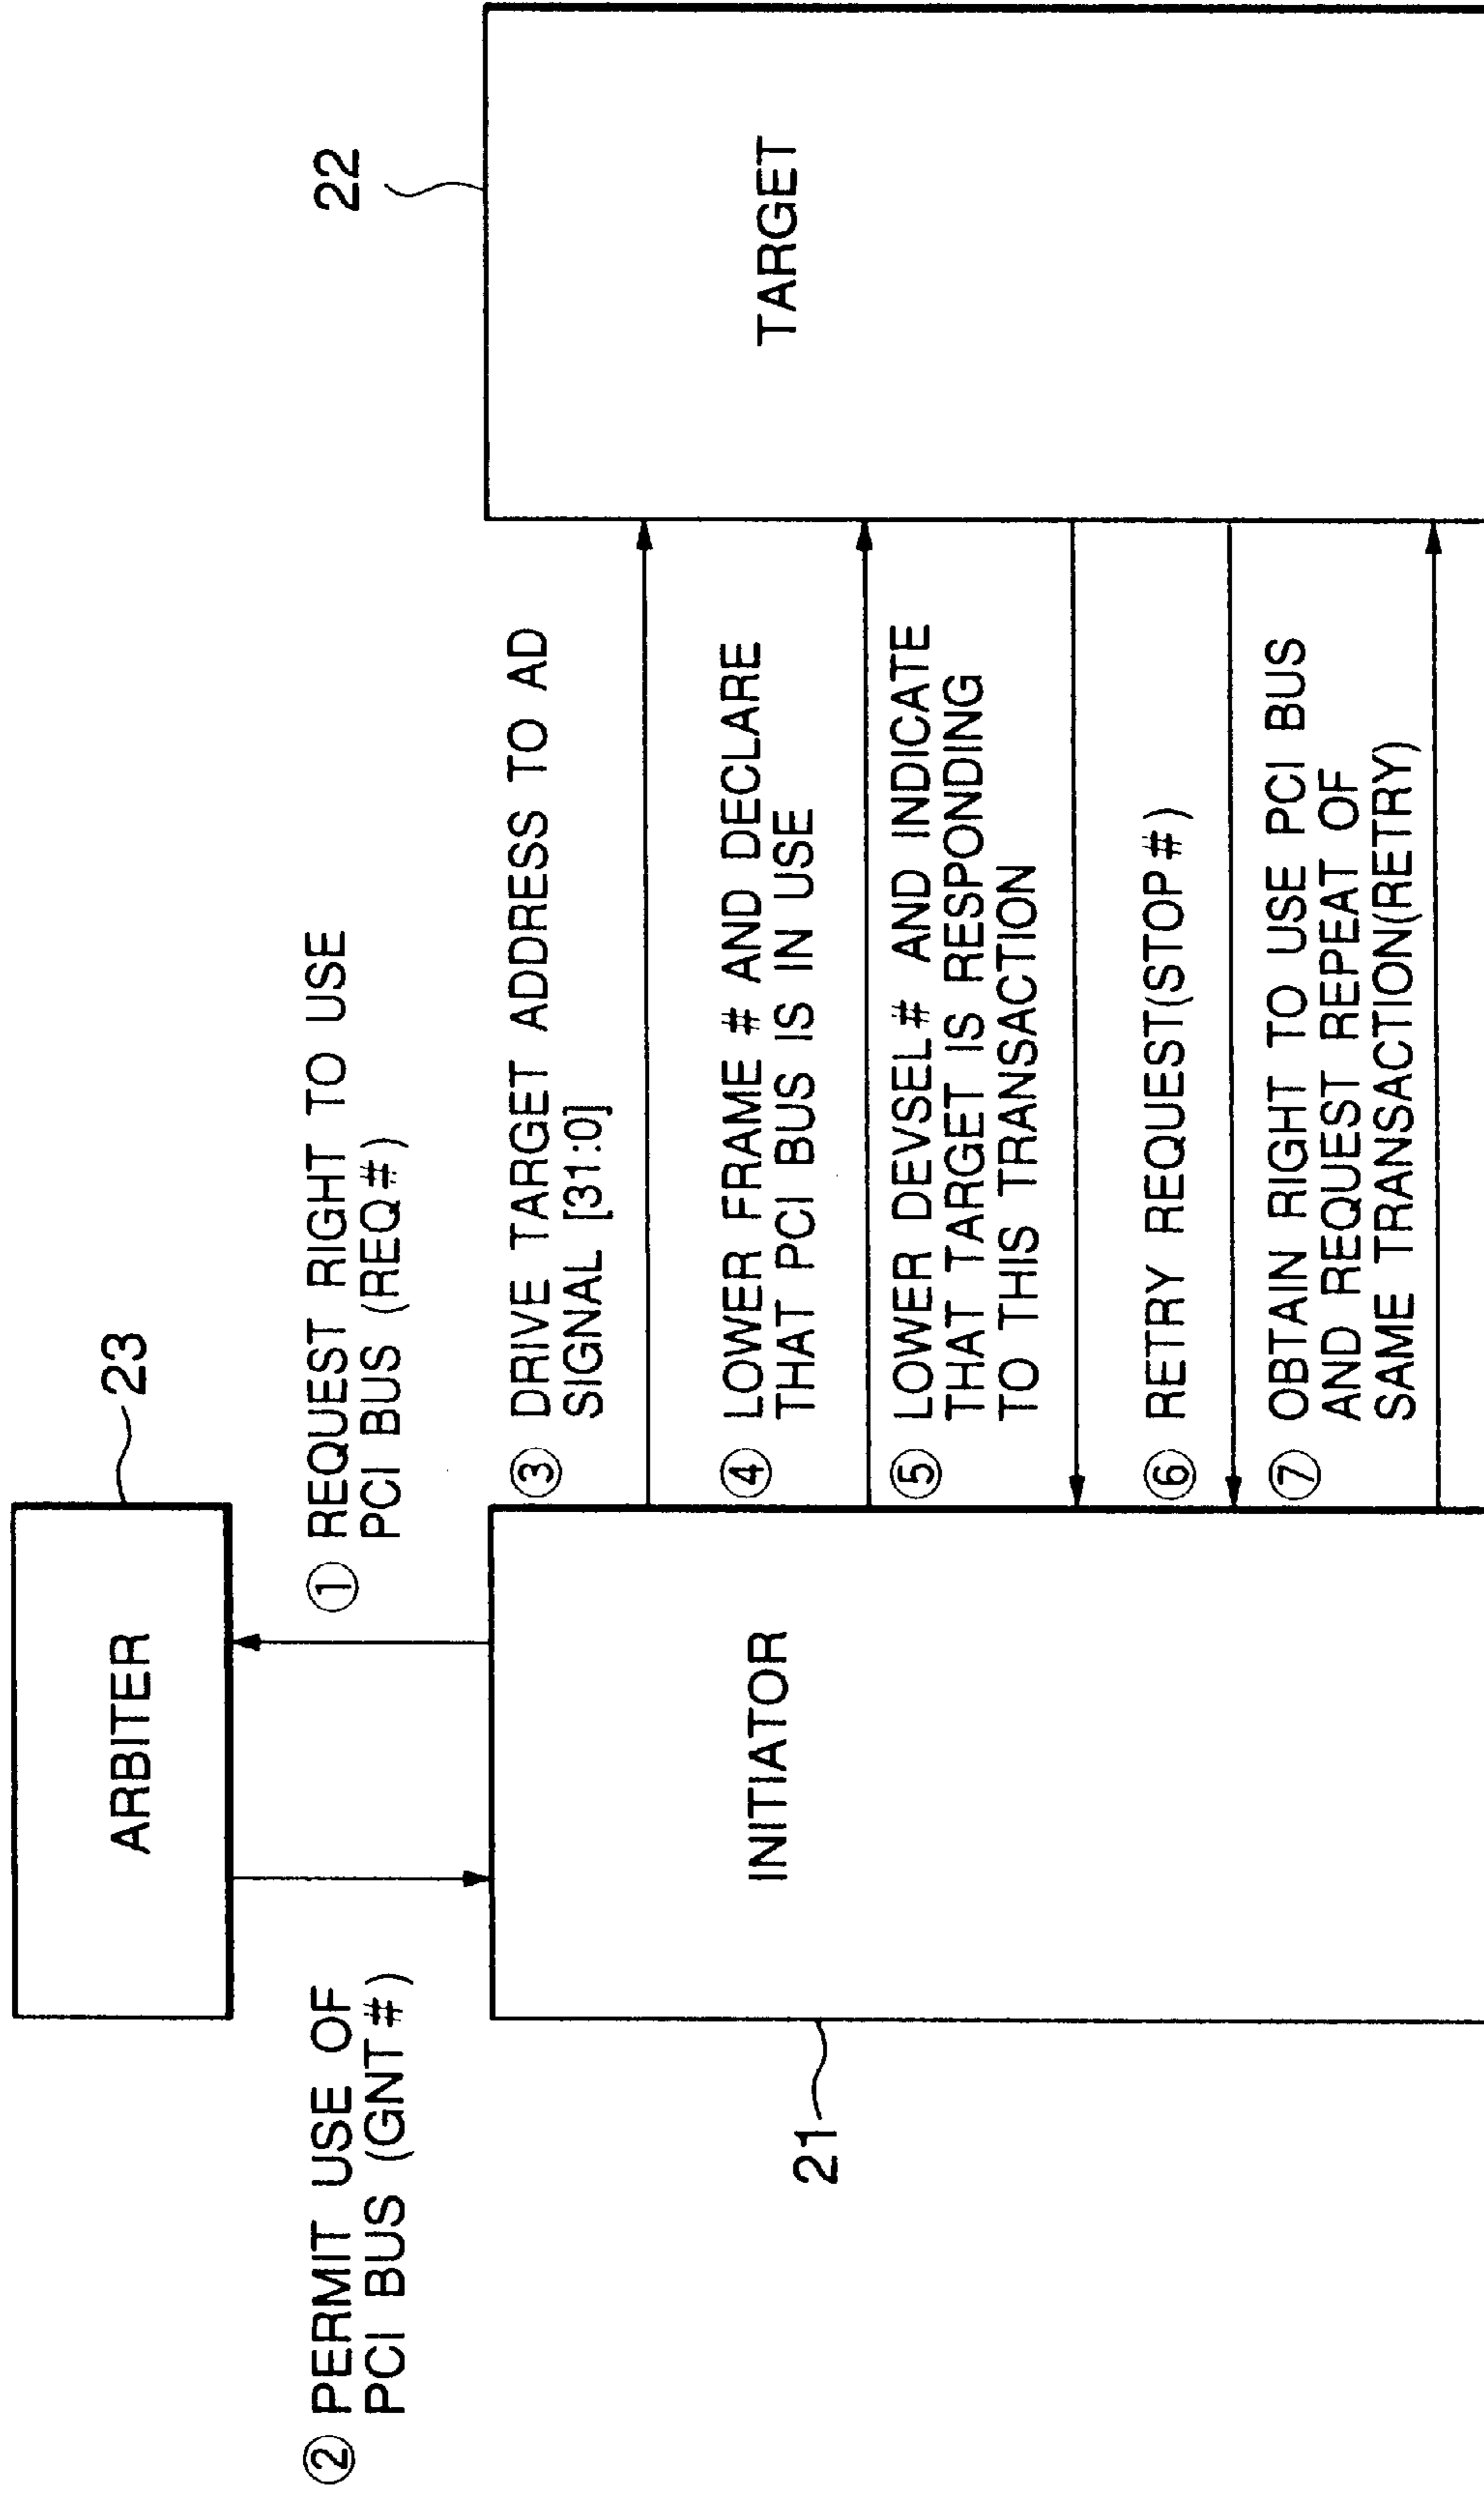 ARBITER
23
① REQUEST RIGHT TO USE
PCI BUS (REQ#)
② PERMIT USE OF
PCI BUS (GNT#)
22
③ DRIVE TARGET ADDRESS TO AD
SIGNAL [31:0]
④ LOWER FRAME # AND DECLARE
THAT PCI BUS IS IN USE
21
INITIATOR
TARGET
⑤ LOWER DEVSEL# AND INDICATE
THAT TARGET IS RESPONDING
TO THIS TRANSACTION
⑥ RETRY REQUEST(STOP#)
⑦ OBTAIN RIGHT TO USE PCI BUS
AND REQUEST REPEAT OF
SAME TRANSACTION(RETRY)